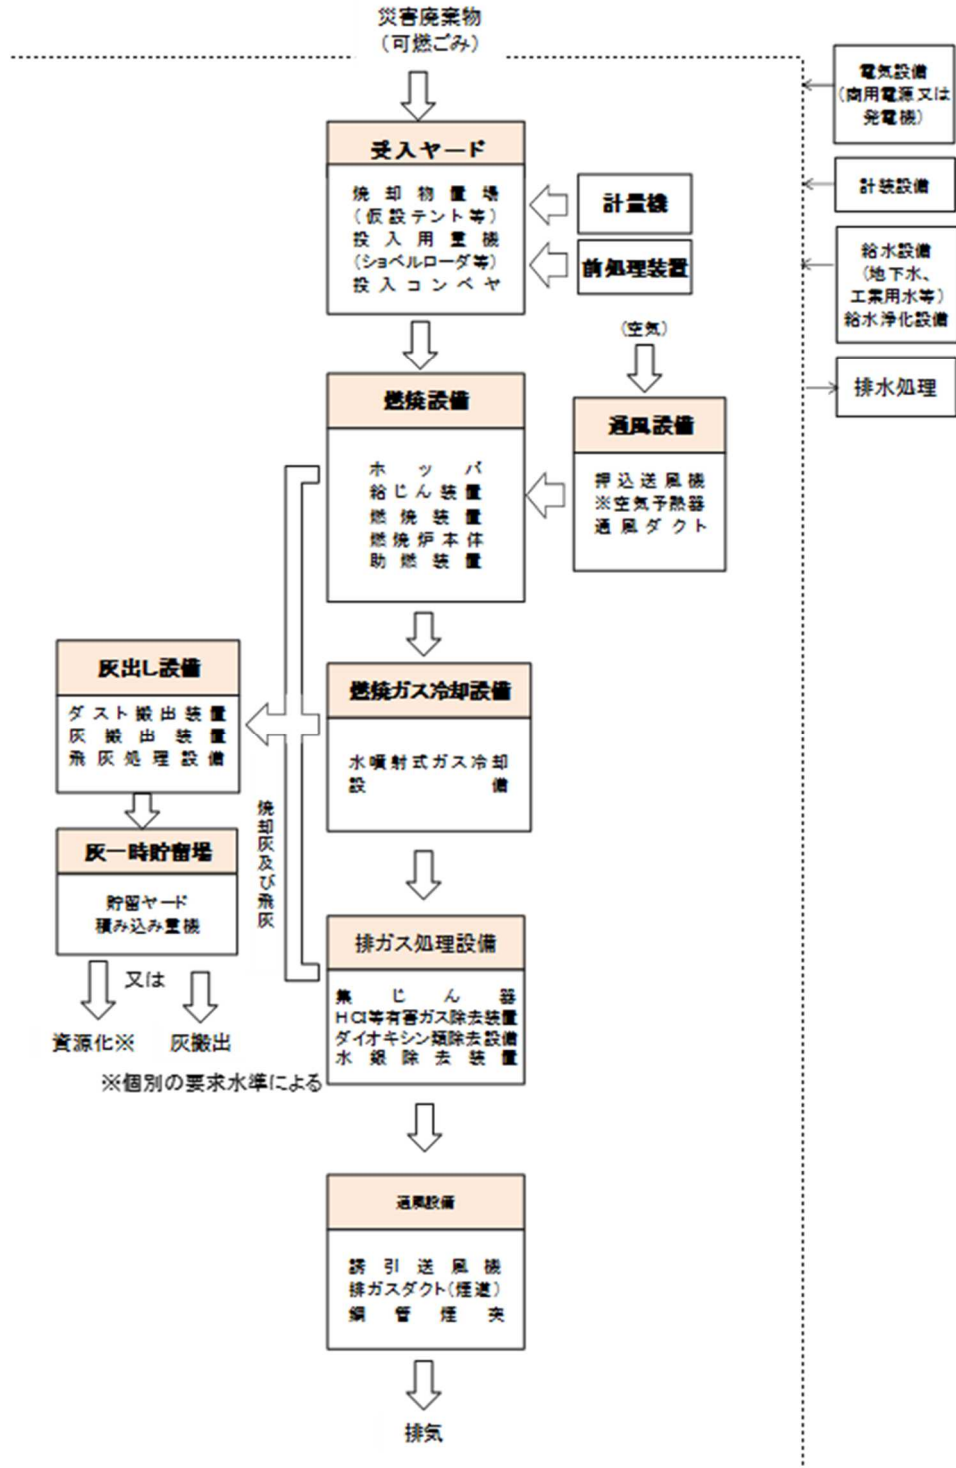 災害廃棄物
(可燃ごみ)
受入ヤード
焼却物置場
(仮設テント等)
投入用重機
(ショベルローダ等)
投入コンベヤ
計量機
前処理装置
電気設備
(商用電源又は
発電機)
計装設備
給水設備
(地下水、
工業用水等)
給水浄化設備
排水処理
(空気)
燃焼設備
ホッパ
給じん装置
燃焼装置
燃焼炉本体
助燃装置
通風設備
押込送風機
※空気予熱器
通風ダクト
灰出し設備
ダスト搬出装置
灰搬出装置
飛灰処理設備
燃焼ガス冷却設備
水噴射式ガス冷却
設備
焼却灰及び飛灰
灰一時貯留場
貯留ヤード
積み込み重機
又は
資源化※
灰搬出
※個別の要求水準による
排ガス処理設備
集じん器
HCl等有害ガス除去装置
ダイオキシン類除去設備
水銀除去装置
通風設備
誘引送風機
排ガスダクト(煙道)
鋼管煙突
排気